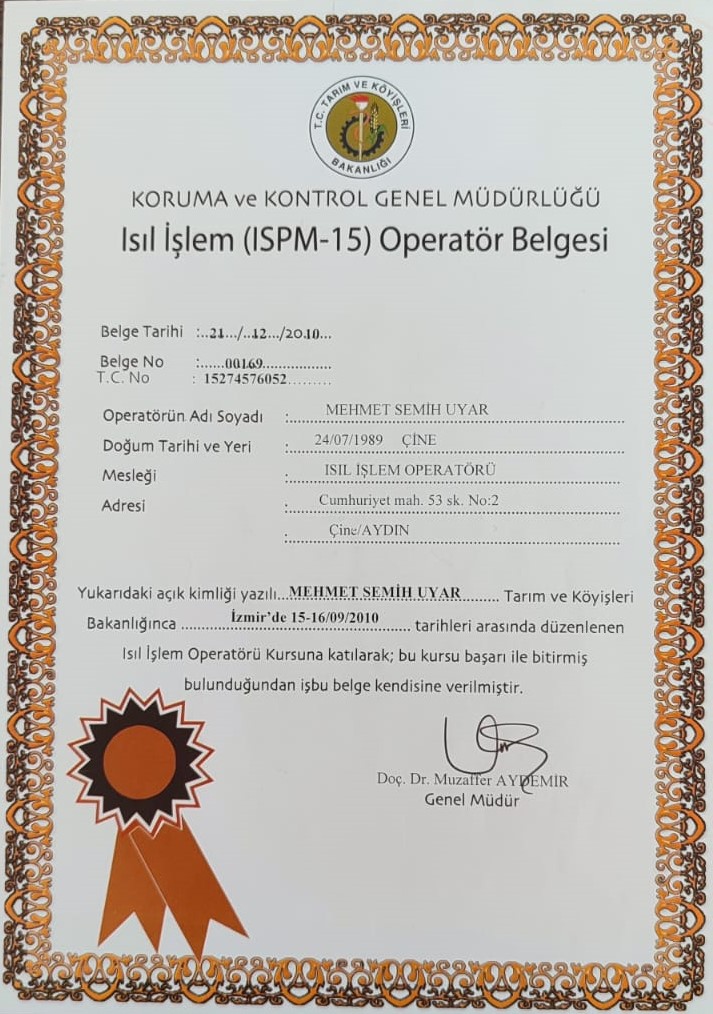 T.C. TARIM VE KÖYİŞLERİ
BAKANLIĞI
KORUMA ve KONTROL GENEL MÜDÜRLÜĞÜ
Isıl İşlem (ISPM-15) Operatör Belgesi
Belge Tarihi :..21.../..12.../2010...
Belge No :......00169..................
T.C. No : 15274576052.........
Operatörün Adı Soyadı :.......... MEHMET SEMİH UYAR
Doğum Tarihi ve Yeri :....... 24/07/1989 ÇİNE
Mesleği :.......... ISIL İŞLEM OPERATÖRÜ
Adresi :......... Cumhuriyet mah. 53 sk. No:2
:........... Çine/AYDIN
Yukarıdaki açık kimliği yazılı...MEHMET SEMİH UYAR......... Tarım ve Köyişleri
Bakanlığınca ............İzmir'de 15-16/09/2010........ tarihleri arasında düzenlenen
Isıl İşlem Operatörü Kursuna katılarak; bu kursu başarı ile bitirmiş
bulunduğundan işbu belge kendisine verilmiştir.
Doç. Dr. Muzaffer AYDEMİR
Genel Müdür